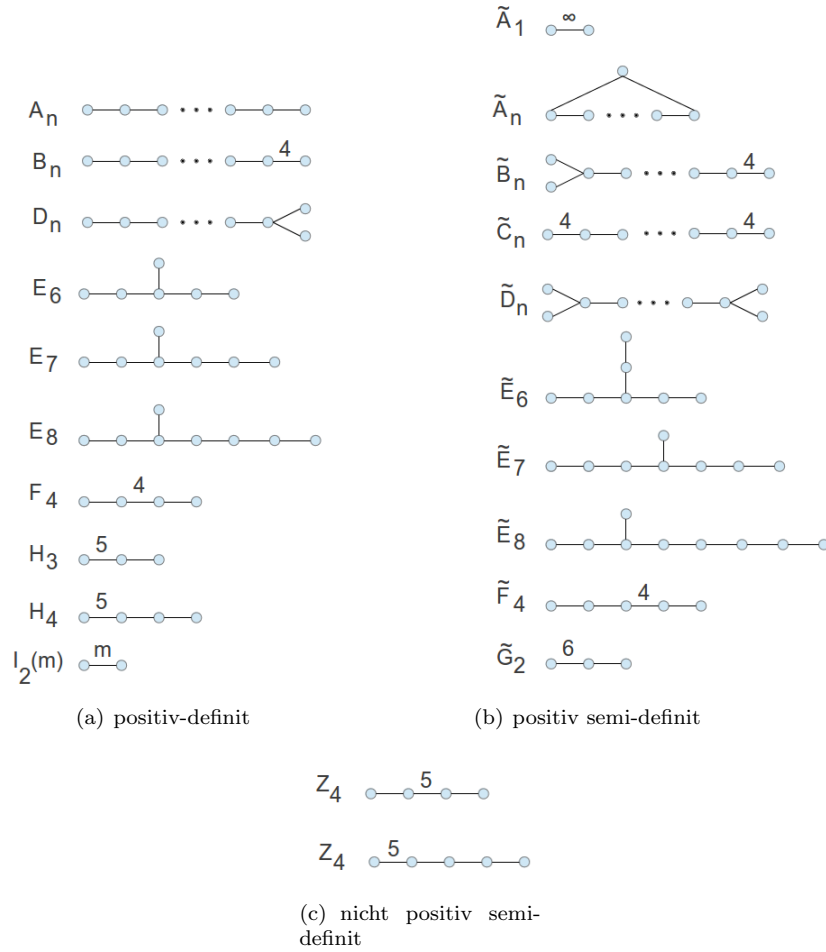 A_n
B_n
4
D_n
E_6
E_7
E_8
F_4
4
H_3
5
H_4
5
I_2(m)
m
(a) positiv-definit
Ã_1
∞
Ã_n
B̃_n
4
C̃_n
4
4
D̃_n
Ẽ_6
Ẽ_7
Ẽ_8
F̃_4
4
G̃_2
6
(b) positiv semi-definit
Z_4
5
Z_4
5
(c) nicht positiv semi-
definit